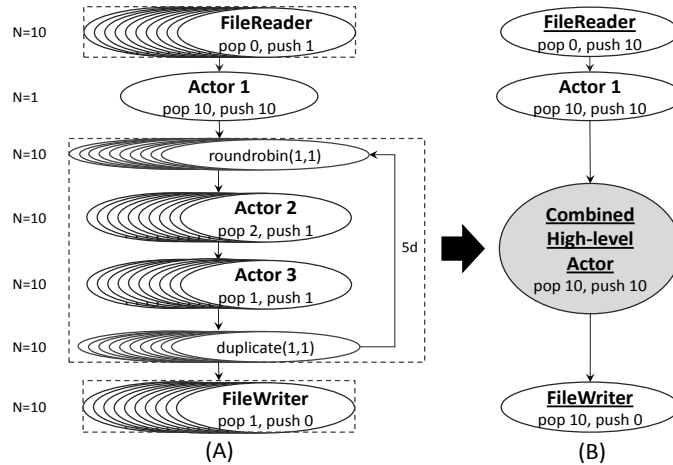 N=10
FileReader
pop 0, push 1
N=1
Actor 1
pop 10, push 10
N=10
roundrobin(1,1)
N=10
Actor 2
pop 2, push 1
5d
N=10
Actor 3
pop 1, push 1
N=10
duplicate(1,1)
N=10
FileWriter
pop 1, push 0
(A)
FileReader
pop 0, push 10
Actor 1
pop 10, push 10
Combined
High-level
Actor
pop 10, push 10
FileWriter
pop 10, push 0
(B)